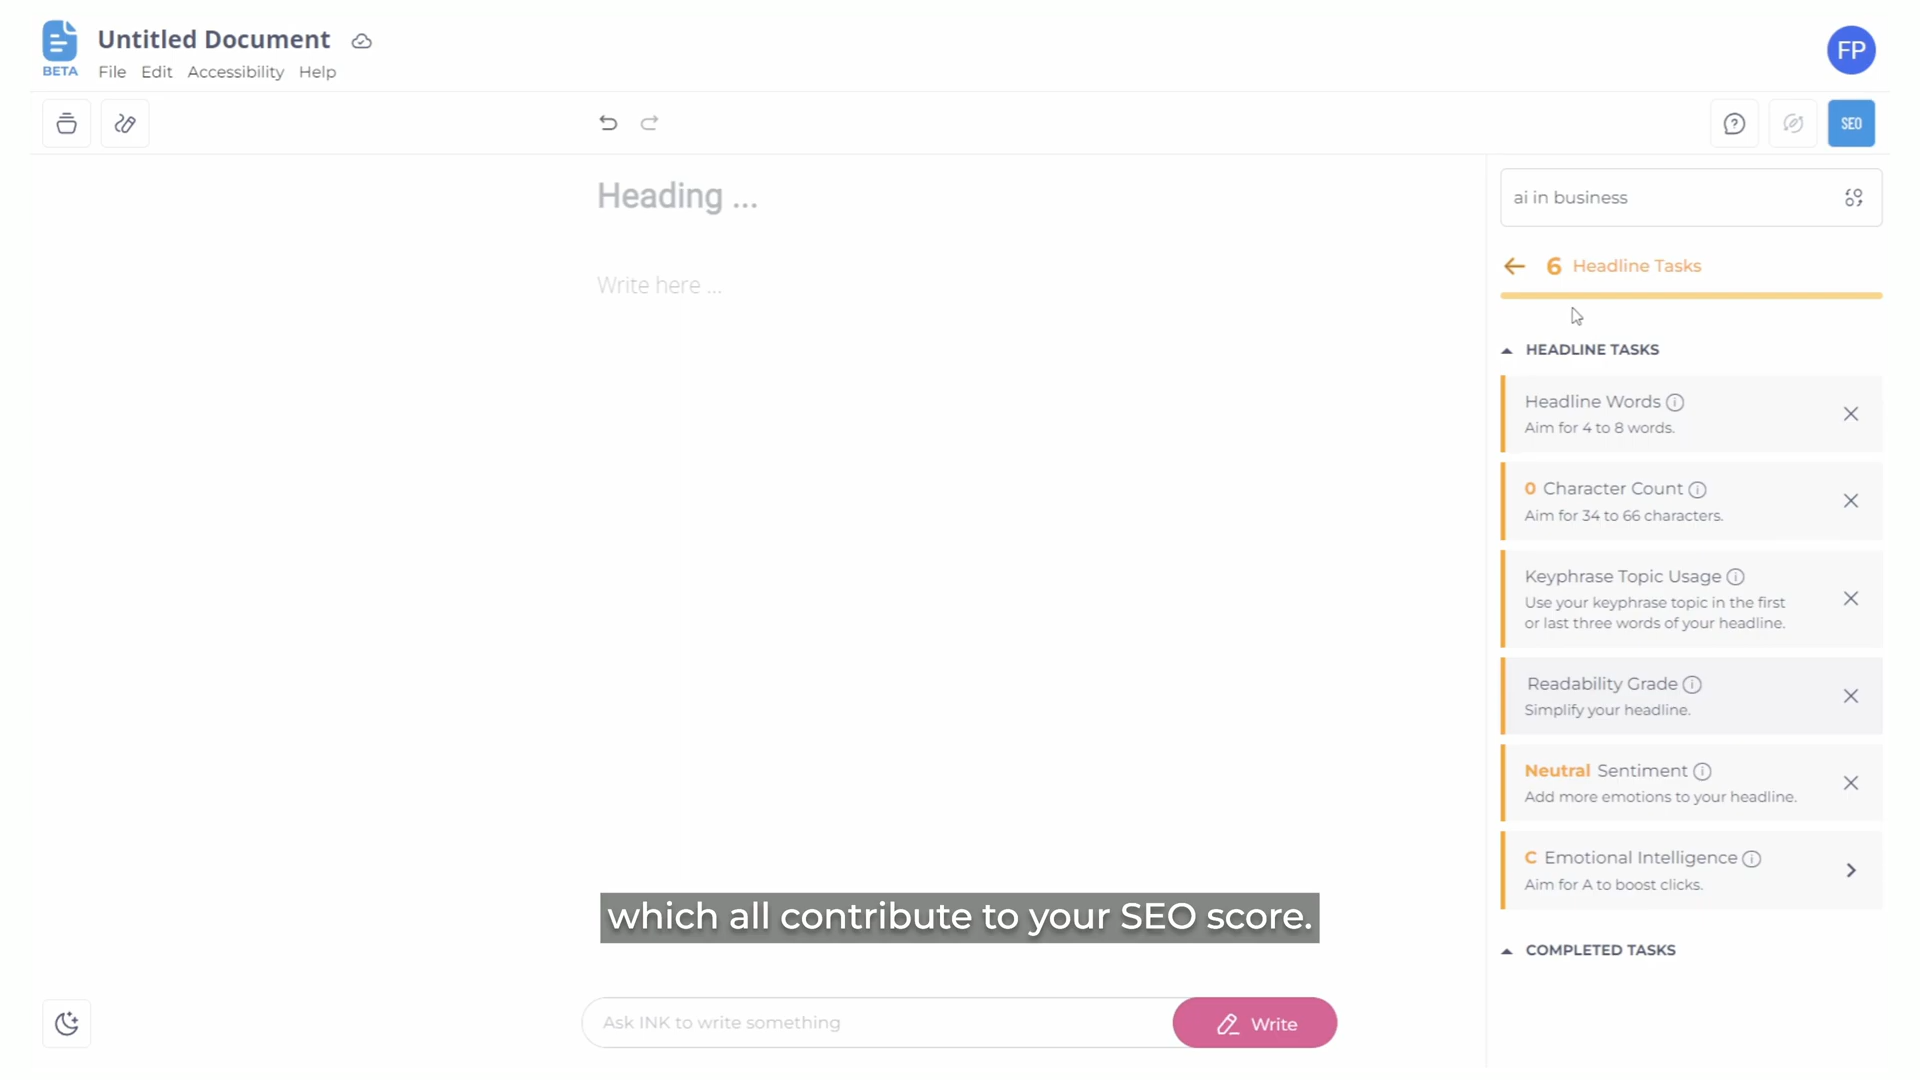 Untitled Document
BETA
File Edit Accessibility Help
FP
SEO
Heading ...
Write here ...
ai in business
6 Headline Tasks
HEADLINE TASKS
Headline Words
Aim for 4 to 8 words.
0 Character Count
Aim for 34 to 66 characters.
Keyphrase Topic Usage
Use your keyphrase topic in the first
or last three words of your headline.
Readability Grade
Simplify your headline.
Neutral Sentiment
Add more emotions to your headline.
C Emotional Intelligence
Aim for A to boost clicks.
COMPLETED TASKS
which all contribute to your SEO score.
Ask INK to write something
Write